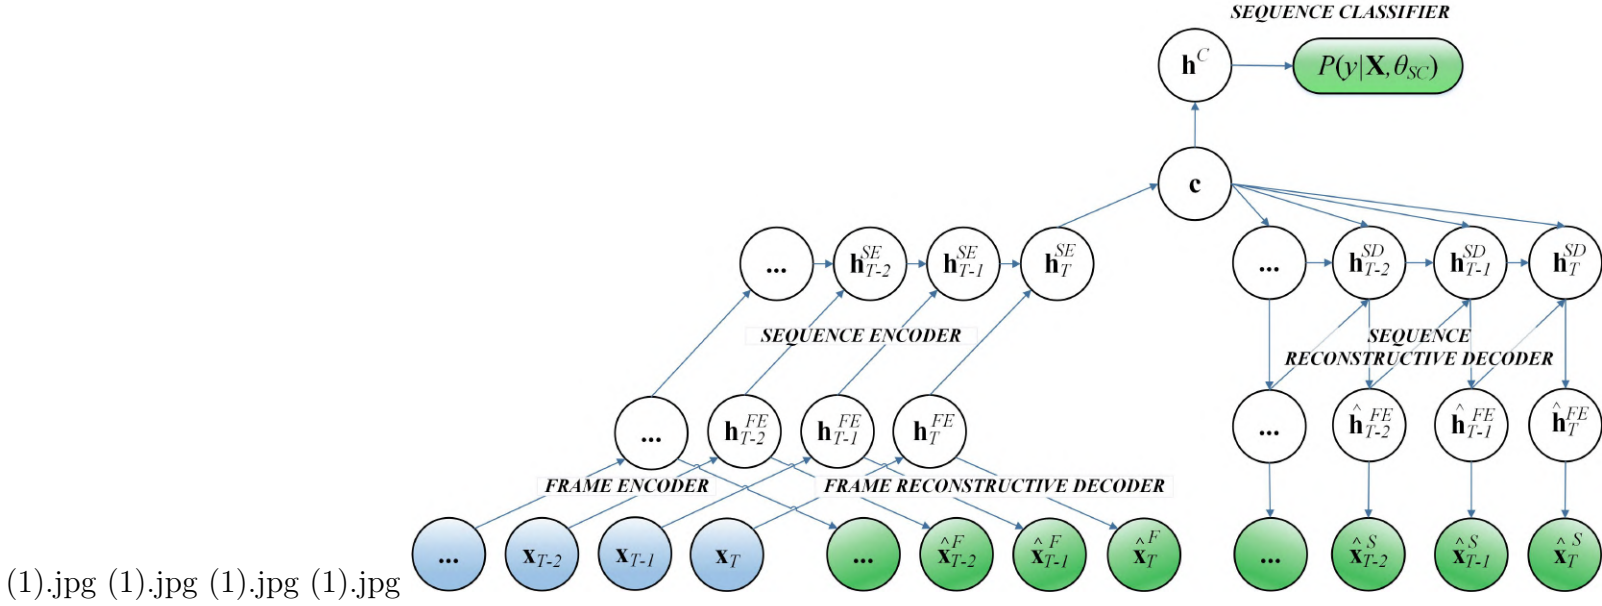 SEQUENCE CLASSIFIER
h^C
P(y|X,θ_SC)
c
... h^SE_T-2 h^SE_T-1 h^SE_T ... h^SD_T-2 h^SD_T-1 h^SD_T
SEQUENCE ENCODER SEQUENCE
RECONSTRUCTIVE DECODER
... h^FE_T-2 h^FE_T-1 h^FE_T ... ĥ^FE_T-2 ĥ^FE_T-1 ĥ^FE_T
FRAME ENCODER FRAME RECONSTRUCTIVE DECODER
... x_T-2 x_T-1 x_T ... x̂^F_T-2 x̂^F_T-1 x̂^F_T ... x̂^S_T-2 x̂^S_T-1 x̂^S_T
(1).jpg (1).jpg (1).jpg (1).jpg